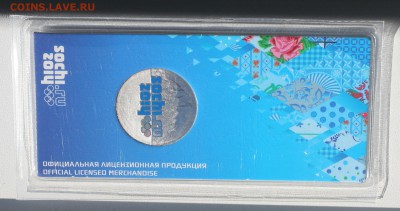 COINS.LAVE.RU
sochi.ru
2014
sochi.ru
2014
ОФИЦИАЛЬНАЯ ЛИЦЕНЗИОННАЯ ПРОДУКЦИЯ
OFFICIAL LICENSED MERCHANDISE